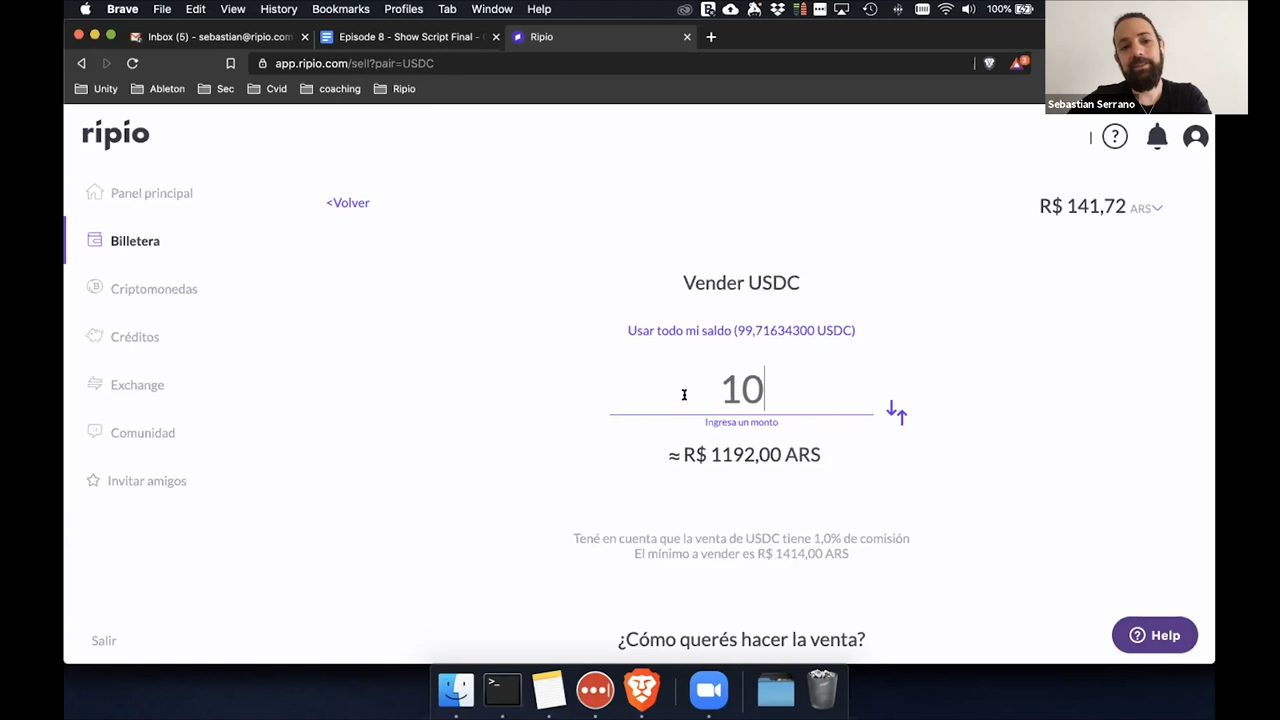 Brave File Edit View History Bookmarks Profiles Tab Window Help 100%
Inbox (5) - sebastian@ripio.com
Episode 8 - Show Script Final -
Ripio
app.ripio.com/sell?pair=USDC
3
Unity Ableton Sec Cvid coaching Ripio
Sebastian Serrano
ripio
|
?
Panel principal
Billetera
Criptomonedas
Créditos
Exchange
Comunidad
Invitar amigos
Salir
<Volver
R$ 141,72 ARS
Vender USDC
Usar todo mi saldo (99,71634300 USDC)
10
Ingresa un monto
≈ R$ 1192,00 ARS
Tené en cuenta que la venta de USDC tiene 1,0% de comisión
El mínimo a vender es R$ 1414,00 ARS
¿Cómo querés hacer la venta?
? Help